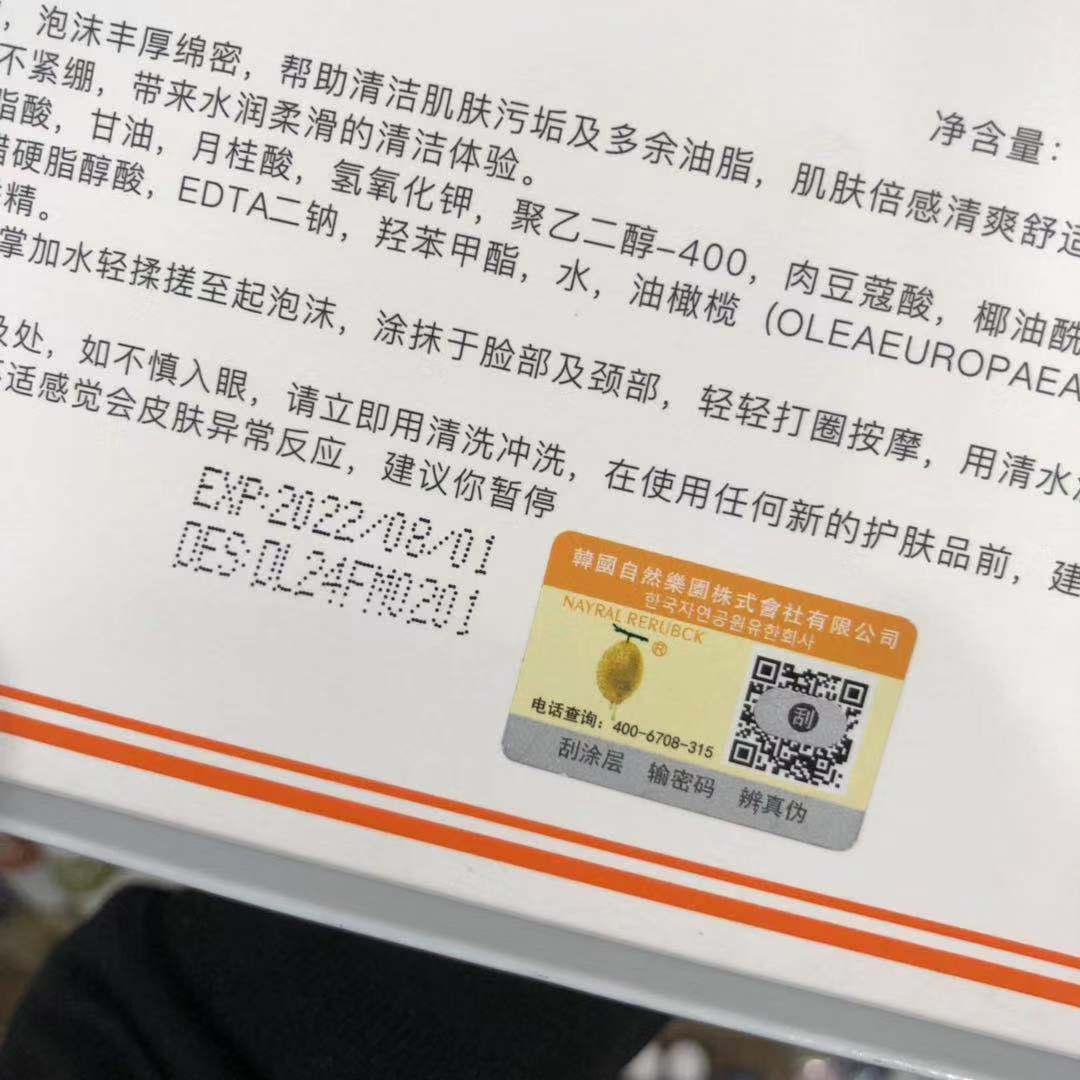 ，泡沫丰厚绵密，帮助清洁肌肤污垢及多余油脂，肌肤倍感清爽舒适
不紧绷，带来水润柔滑的清洁体验。
净含量：
脂酸，甘油，月桂酸，氢氧化钾，聚乙二醇-400，肉豆蔻酸，椰油酰
硬脂醇酸，EDTA二钠，羟苯甲酯，水，油橄榄（OLEAEUROPAEA
精。
掌加水轻揉搓至起泡沫，涂抹于脸部及颈部，轻轻打圈按摩，用清水
及处，如不慎入眼，请立即用清洗冲洗，在使用任何新的护肤品前，建
适感觉会皮肤异常反应，建议你暂停
EXP:2022/08/01
DES:DL24FM0201
韓國自然樂園株式會社有限公司
한국자연공원유한회사
NAYRAL RERUBCK
®
电话查询：400-6708-315
刮
刮涂层 输密码 辨真伪